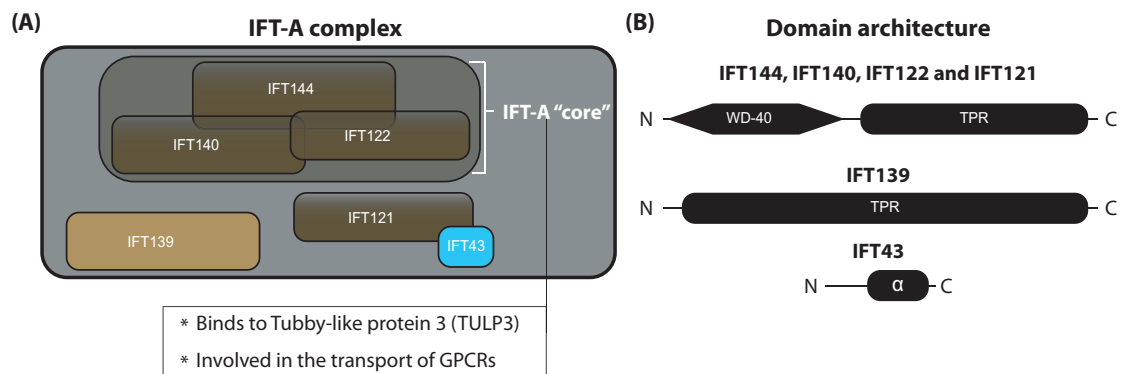 (A)
IFT-A complex
IFT144
IFT-A “core”
IFT122
IFT140
IFT121
IFT139
IFT43
* Binds to Tubby-like protein 3 (TULP3)
* Involved in the transport of GPCRs
(B)
Domain architecture
IFT144, IFT140, IFT122 and IFT121
N WD-40 TPR C
IFT139
N TPR C
IFT43
N α C